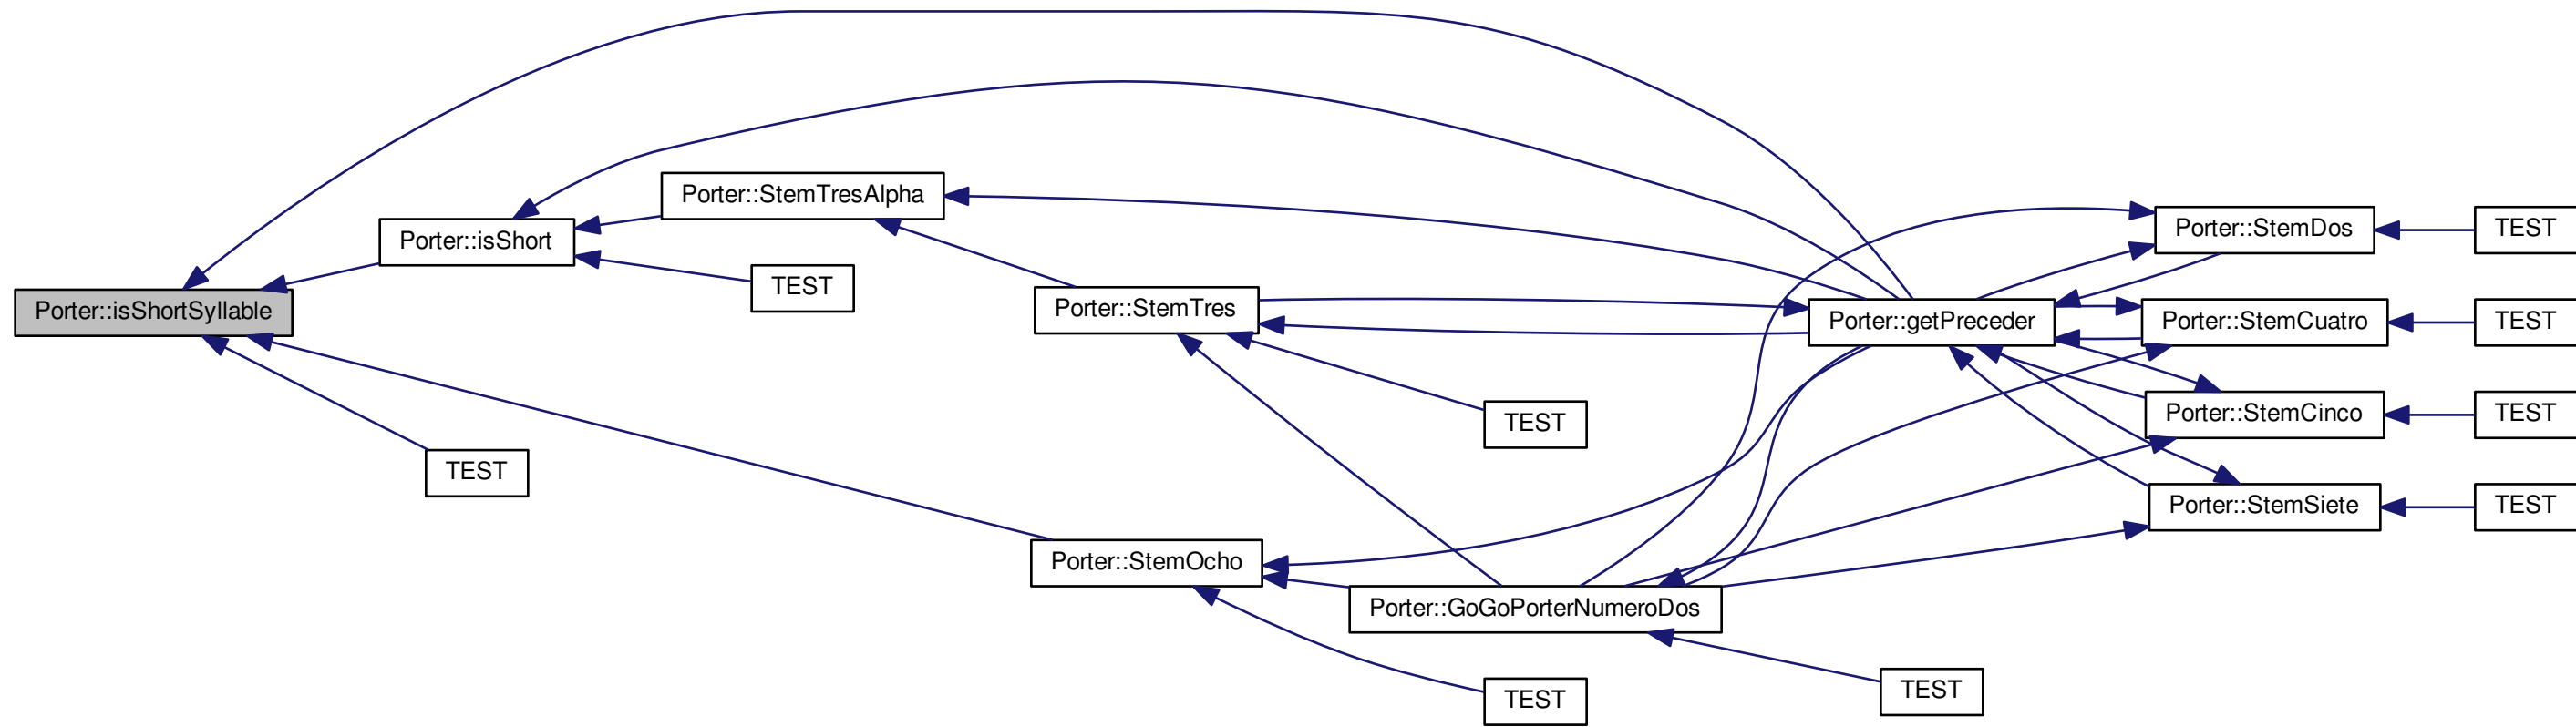 Porter::StemTresAlpha
Porter::StemDos
TEST
Porter::isShort
TEST
Porter::isShortSyllable
Porter::StemTres
Porter::getPreceder
Porter::StemCuatro
TEST
TEST
Porter::StemCinco
TEST
TEST
Porter::StemSiete
TEST
Porter::StemOcho
Porter::GoGoPorterNumeroDos
TEST
TEST